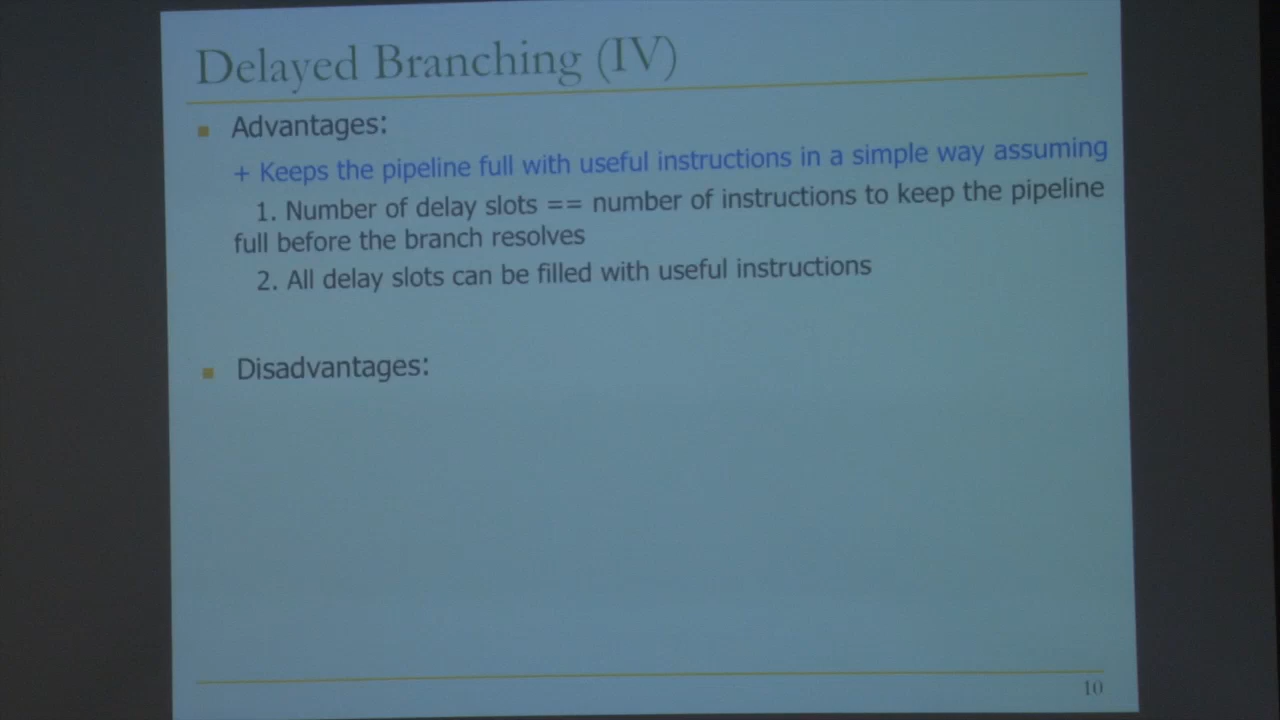 Delayed Branching (IV)
Advantages:
+ Keeps the pipeline full with useful instructions in a simple way assuming
1. Number of delay slots == number of instructions to keep the pipeline
full before the branch resolves
2. All delay slots can be filled with useful instructions
Disadvantages:
10